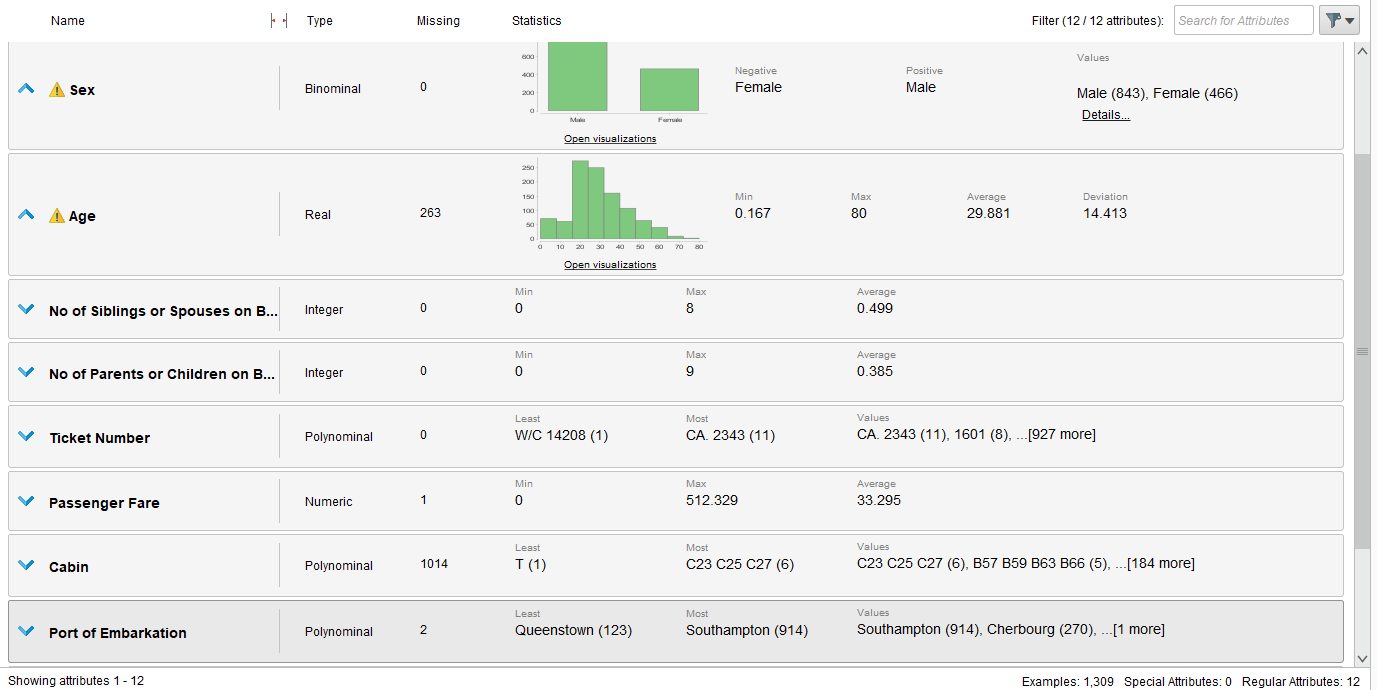 Name Type Missing Statistics Filter (12 / 12 attributes): Search for Attributes
600
400
200
0
Male Female
Open visualizations
Sex Binominal 0
Negative Positive Values
Female Male Male (843), Female (466)
Details...
250
200
150
100
50
0
0 10 20 30 40 50 60 70 80
Open visualizations
Age Real 263
Min Max Average Deviation
0.167 80 29.881 14.413
No of Siblings or Spouses on B... Integer 0
Min Max Average
0 8 0.499
No of Parents or Children on B... Integer 0
Min Max Average
0 9 0.385
Ticket Number Polynominal 0
Least Most Values
W/C 14208 (1) CA. 2343 (11) CA. 2343 (11), 1601 (8), ...[927 more]
Passenger Fare Numeric 1
Min Max Average
0 512.329 33.295
Cabin Polynominal 1014
Least Most Values
T (1) C23 C25 C27 (6) C23 C25 C27 (6), B57 B59 B63 B66 (5), ...[184 more]
Port of Embarkation Polynominal 2
Least Most Values
Queenstown (123) Southampton (914) Southampton (914), Cherbourg (270), ...[1 more]
Showing attributes 1 - 12 Examples: 1,309 Special Attributes: 0 Regular Attributes: 12